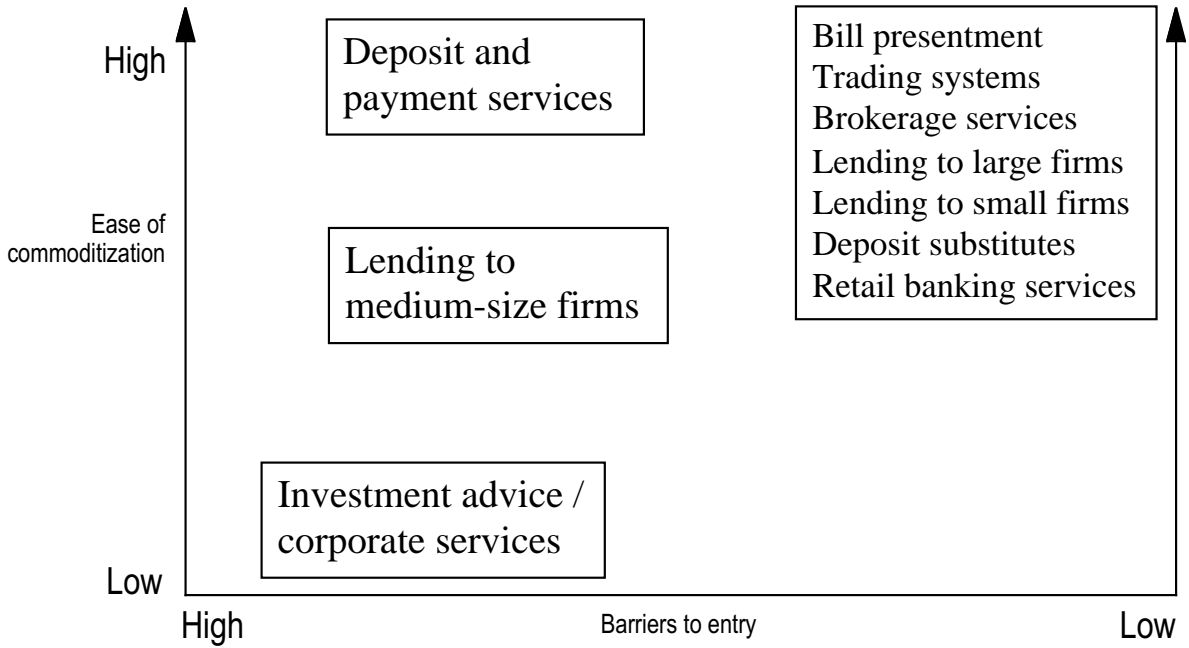 High
Ease of
commoditization
Low
Deposit and
payment services
Lending to
medium-size firms
Investment advice /
corporate services
Bill presentment
Trading systems
Brokerage services
Lending to large firms
Lending to small firms
Deposit substitutes
Retail banking services
High
Barriers to entry
Low